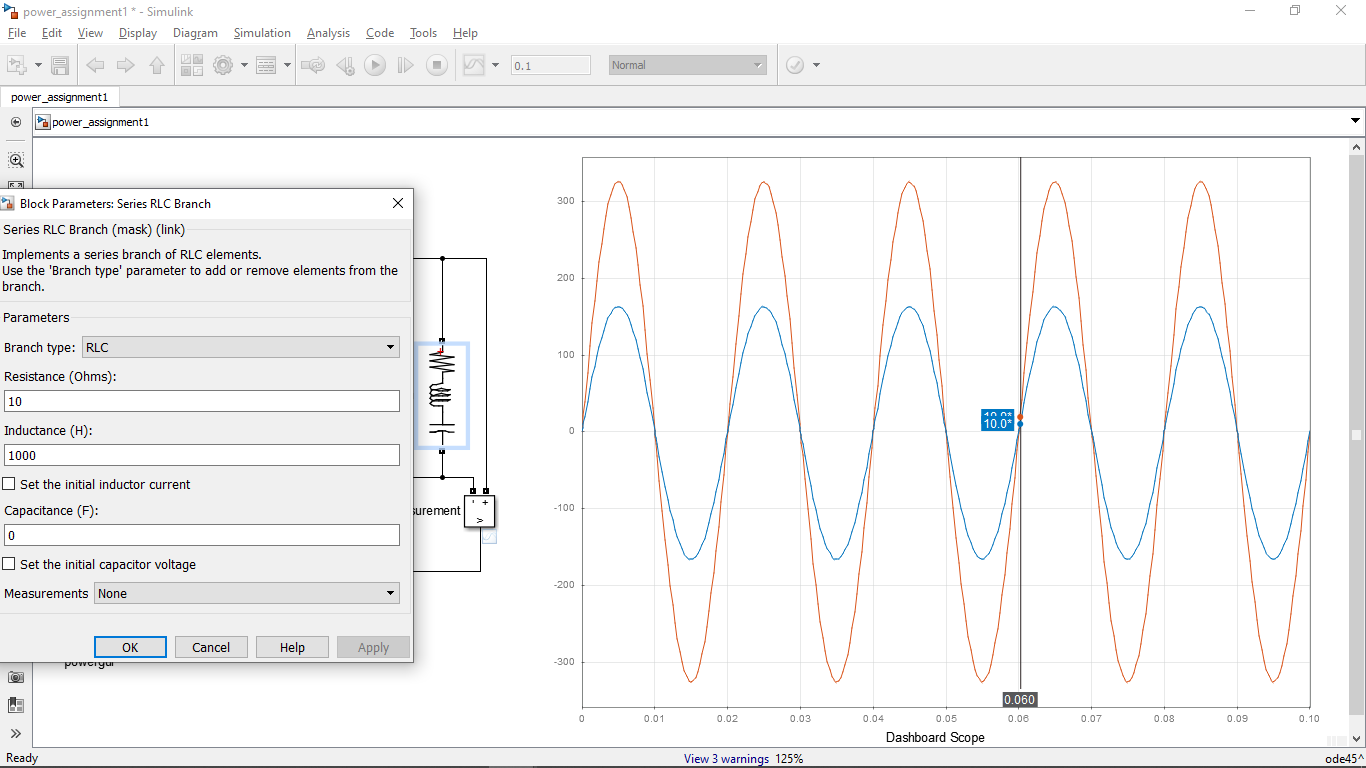 power_assignment1 * - Simulink
File Edit View Display Diagram Simulation Analysis Code Tools Help
0.1 Normal
power_assignment1
power_assignment1
Block Parameters: Series RLC Branch
Series RLC Branch (mask) (link)
Implements a series branch of RLC elements.
Use the 'Branch type' parameter to add or remove elements from the
branch.
Parameters
Branch type: RLC
Resistance (Ohms):
10
Inductance (H):
1000
Set the initial inductor current
Capacitance (F):
0
Set the initial capacitor voltage
Measurements None
OK Cancel Help Apply
powergui
surement
- +
v
300
200
100
0
-100
-200
-300
10.0*
10.0*
0.060
0 0.01 0.02 0.03 0.04 0.05 0.06 0.07 0.08 0.09 0.10
Dashboard Scope
Ready View 3 warnings 125% ode45